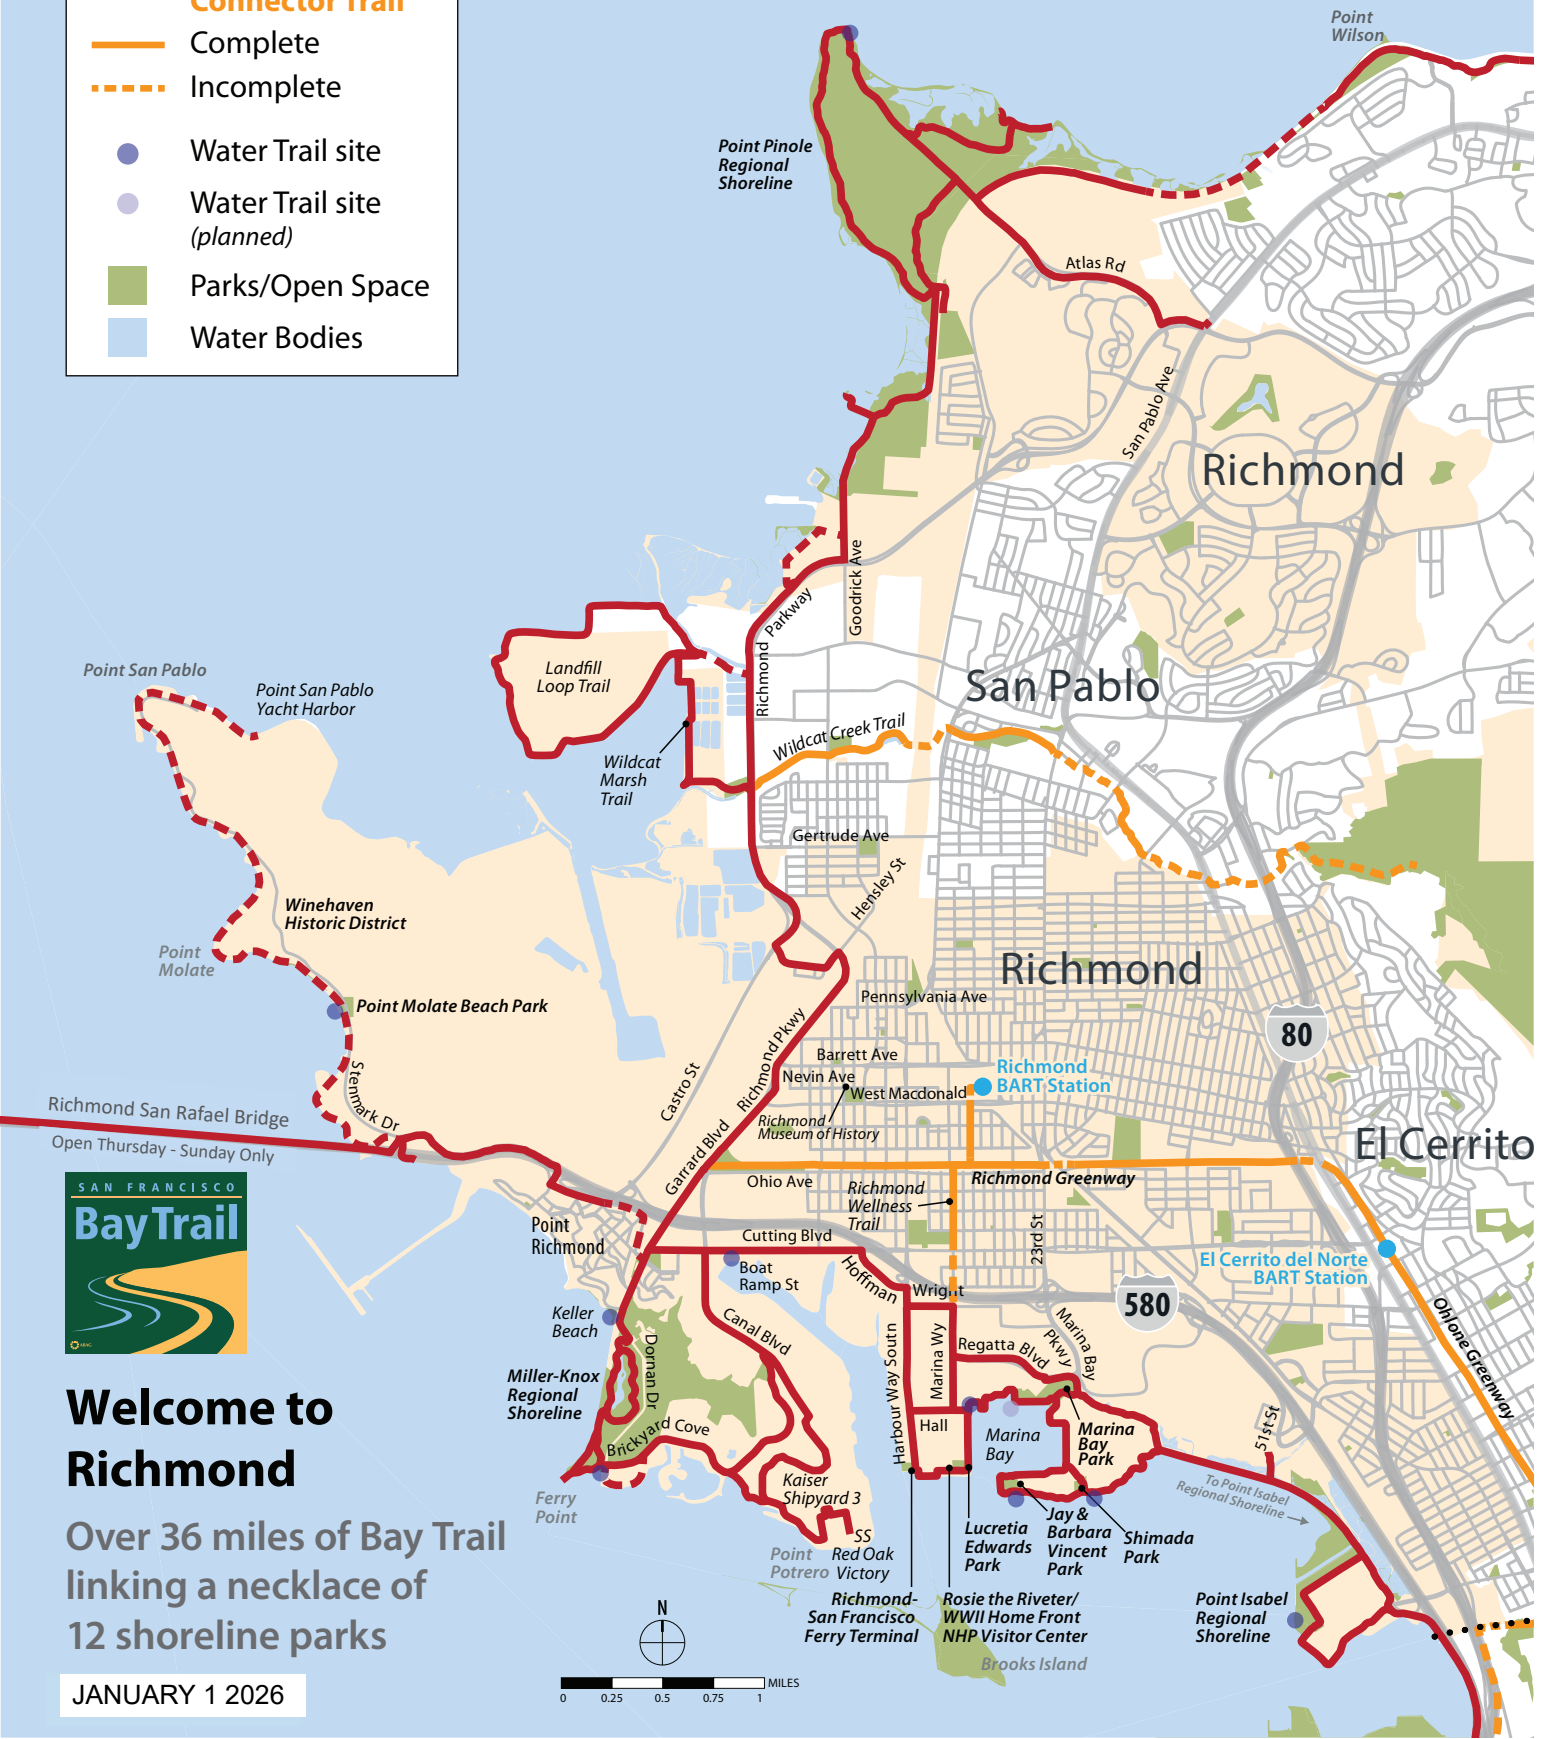 Connector Trail
Complete
Incomplete
Water Trail site
Water Trail site
(planned)
Parks/Open Space
Water Bodies
Point
Wilson
Point Pinole
Regional
Shoreline
Atlas Rd
San Pablo Ave
Richmond
Goodrick Ave
Richmond
Parkway
Landfill
Loop Trail
Point San Pablo
Point San Pablo
Yacht Harbor
San Pablo
Wildcat Creek Trail
Wildcat
Marsh
Trail
Gertrude Ave
Hensley St
Winehaven
Historic District
Point
Molate
Richmond
Pennsylvania Ave
Point Molate Beach Park
80
Richmond Pkwy
Barrett Ave
Nevin Ave
Richmond
BART Station
West Macdonald
Castro St
Richmond
Museum of History
Stenmark Dr
Richmond San Rafael Bridge
Open Thursday - Sunday Only
El Cerrito
Garrard Blvd
Ohio Ave
Richmond Greenway
Richmond
Wellness
Trail
SAN FRANCISCO
Bay Trail
ABAG
Point
Richmond
Cutting Blvd
23rd St
El Cerrito del Norte
BART Station
Boat
Ramp St
Hoffman
Wright
580
Keller
Beach
Canal Blvd
Dornan Dr
Harbour Way South
Marina Wy
Regatta Blvd
Marina Bay
Pkwy
Ohlone Greenway
Miller-Knox
Regional
Shoreline
Brickyard Cove
Hall
Marina
Bay
Marina
Bay
Park
51st St
Welcome to
Richmond
Kaiser
Shipyard 3
To Point Isabel
Regional Shoreline
Ferry
Point
SS
Red Oak
Victory
Point
Potrero
Lucretia
Edwards
Park
Jay &
Barbara
Vincent
Park
Shimada
Park
Over 36 miles of Bay Trail
linking a necklace of
12 shoreline parks
Richmond-
San Francisco
Ferry Terminal
Rosie the Riveter/
WWII Home Front
NHP Visitor Center
Point Isabel
Regional
Shoreline
Brooks Island
N
MILES
0 0.25 0.5 0.75 1
JANUARY 1 2026